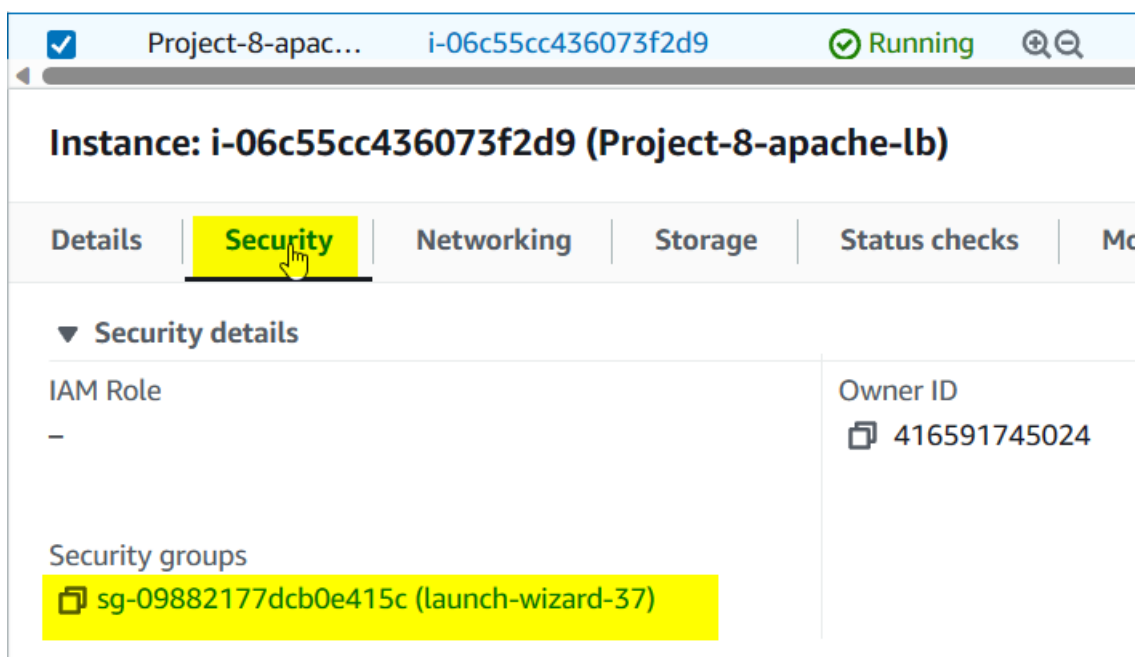 Project-8-apac... i-06c55cc436073f2d9 Running
Instance: i-06c55cc436073f2d9 (Project-8-apache-lb)
Details Security Networking Storage Status checks Mo
Security details
IAM Role
–
Owner ID
416591745024
Security groups
sg-09882177dcb0e415c (launch-wizard-37)